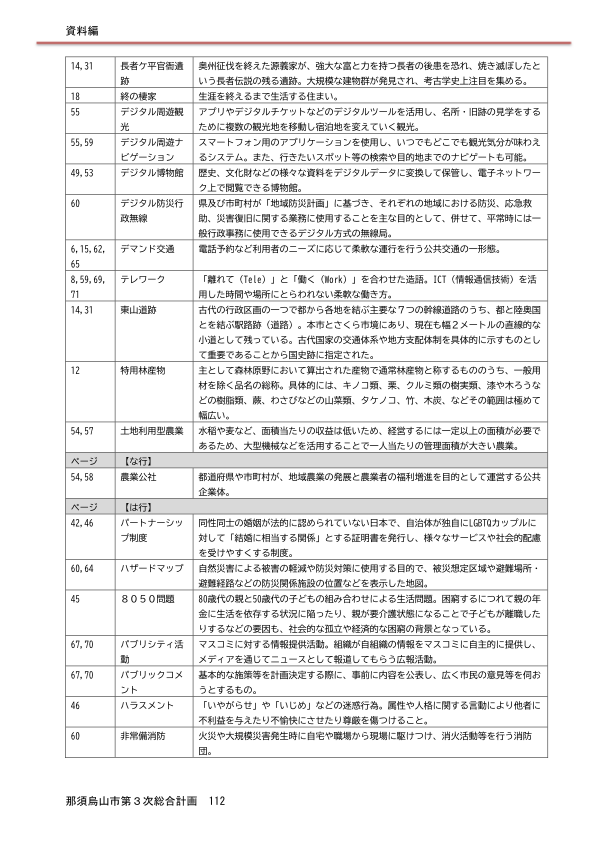 資料編
14,31 長者ケ平官衙遺 奥州征伐を終えた源義家が、強大な富と力を持つ長者の後患を恐れ、焼き滅ぼしたと
跡 いう長者伝説の残る遺跡。大規模な建物群が発見され、考古学史上注目を集める。
18 終の棲家 生涯を終えるまで生活する住まい。
55 デジタル周遊観 アプリやデジタルチケットなどのデジタルツールを活用し、名所・旧跡の見学をする
光 ために複数の観光地を移動し宿泊地を変えていく観光。
55,59 デジタル周遊ナ スマートフォン用のアプリケーションを使用し、いつでもどこでも観光気分が味わえ
ビゲーション るシステム。また、行きたいスポット等の検索や目的地までのナビゲートも可能。
49,53 デジタル博物館 歴史、文化財などの様々な資料をデジタルデータに変換して保管し、電子ネットワー
ク上で閲覧できる博物館。
60 デジタル防災行 県及び市町村が「地域防災計画」に基づき、それぞれの地域における防災、応急救
政無線 助、災害復旧に関する業務に使用することを主な目的として、併せて、平常時には一
般行政事務に使用できるデジタル方式の無線局。
6,15,62, デマンド交通 電話予約など利用者のニーズに応じて柔軟な運行を行う公共交通の一形態。
65
8,59,69, テレワーク 「離れて（Tele）」と「働く（Work）」を合わせた造語。ICT（情報通信技術）を活
71 用した時間や場所にとらわれない柔軟な働き方。
14,31 東山道跡 古代の行政区画の一つで都から各地を結ぶ主要な７つの幹線道路のうち、都と陸奥国
とを結ぶ駅路跡（道路）。本市とさくら市境にあり、現在も幅２メートルの直線的な
小道として残っている。古代国家の交通体系や地方支配体制を具体的に示すものとし
て重要であることから国史跡に指定された。
12 特用林産物 主として森林原野において算出された産物で通常林産物と称するもののうち、一般用
材を除く品名の総称。具体的には、キノコ類、栗、クルミ類の樹実類、漆や木ろうな
どの樹脂類、蕨、わさびなどの山菜類、タケノコ、竹、木炭、などその範囲は極めて
幅広い。
54,57 土地利用型農業 水稲や麦など、面積当たりの収益は低いため、経営するには一定以上の面積が必要で
あるため、大型機械などを活用することで一人当たりの管理面積が大きい農業。
ページ 【な行】
54,58 農業公社 都道府県や市町村が、地域農業の発展と農業者の福利増進を目的として運営する公共
企業体。
ページ 【は行】
42,46 パートナーシッ 同性同士の婚姻が法的に認められていない日本で、自治体が独自にLGBTQカップルに
プ制度 対して「結婚に相当する関係」とする証明書を発行し、様々なサービスや社会的配慮
を受けやすくする制度。
60,64 ハザードマップ 自然災害による被害の軽減や防災対策に使用する目的で、被災想定区域や避難場所・
避難経路などの防災関係施設の位置などを表示した地図。
45 ８０５０問題 80歳代の親と50歳代の子どもの組み合わせによる生活問題。困窮するにつれて親の年
金に生活を依存する状況に陥ったり、親が要介護状態になることで子どもが離職した
りするなどの要因も、社会的な孤立や経済的な困窮の背景となっている。
67,70 パブリシティ活 マスコミに対する情報提供活動。組織が自組織の情報をマスコミに自主的に提供し、
動 メディアを通じてニュースとして報道してもらう広報活動。
67,70 パブリックコメ 基本的な施策等を計画決定する際に、事前に内容を公表し、広く市民の意見等を伺お
ント うとするもの。
46 ハラスメント 「いやがらせ」や「いじめ」などの迷惑行為。属性や人格に関する言動により他者に
不利益を与えたり不愉快にさせたり尊厳を傷つけること。
60 非常備消防 火災や大規模災害発生時に自宅や職場から現場に駆けつけ、消火活動等を行う消防
団。
那須烏山市第３次総合計画 112